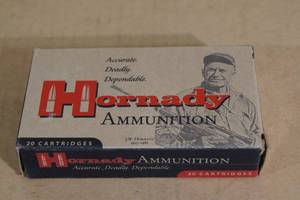 Accurate.
Deadly.
Dependable.
Hornady
AMMUNITION
20 CARTRIDGES
Hornady AMMUNITION
Accurate, Deadly, Dependable
20 CARTRIDGES